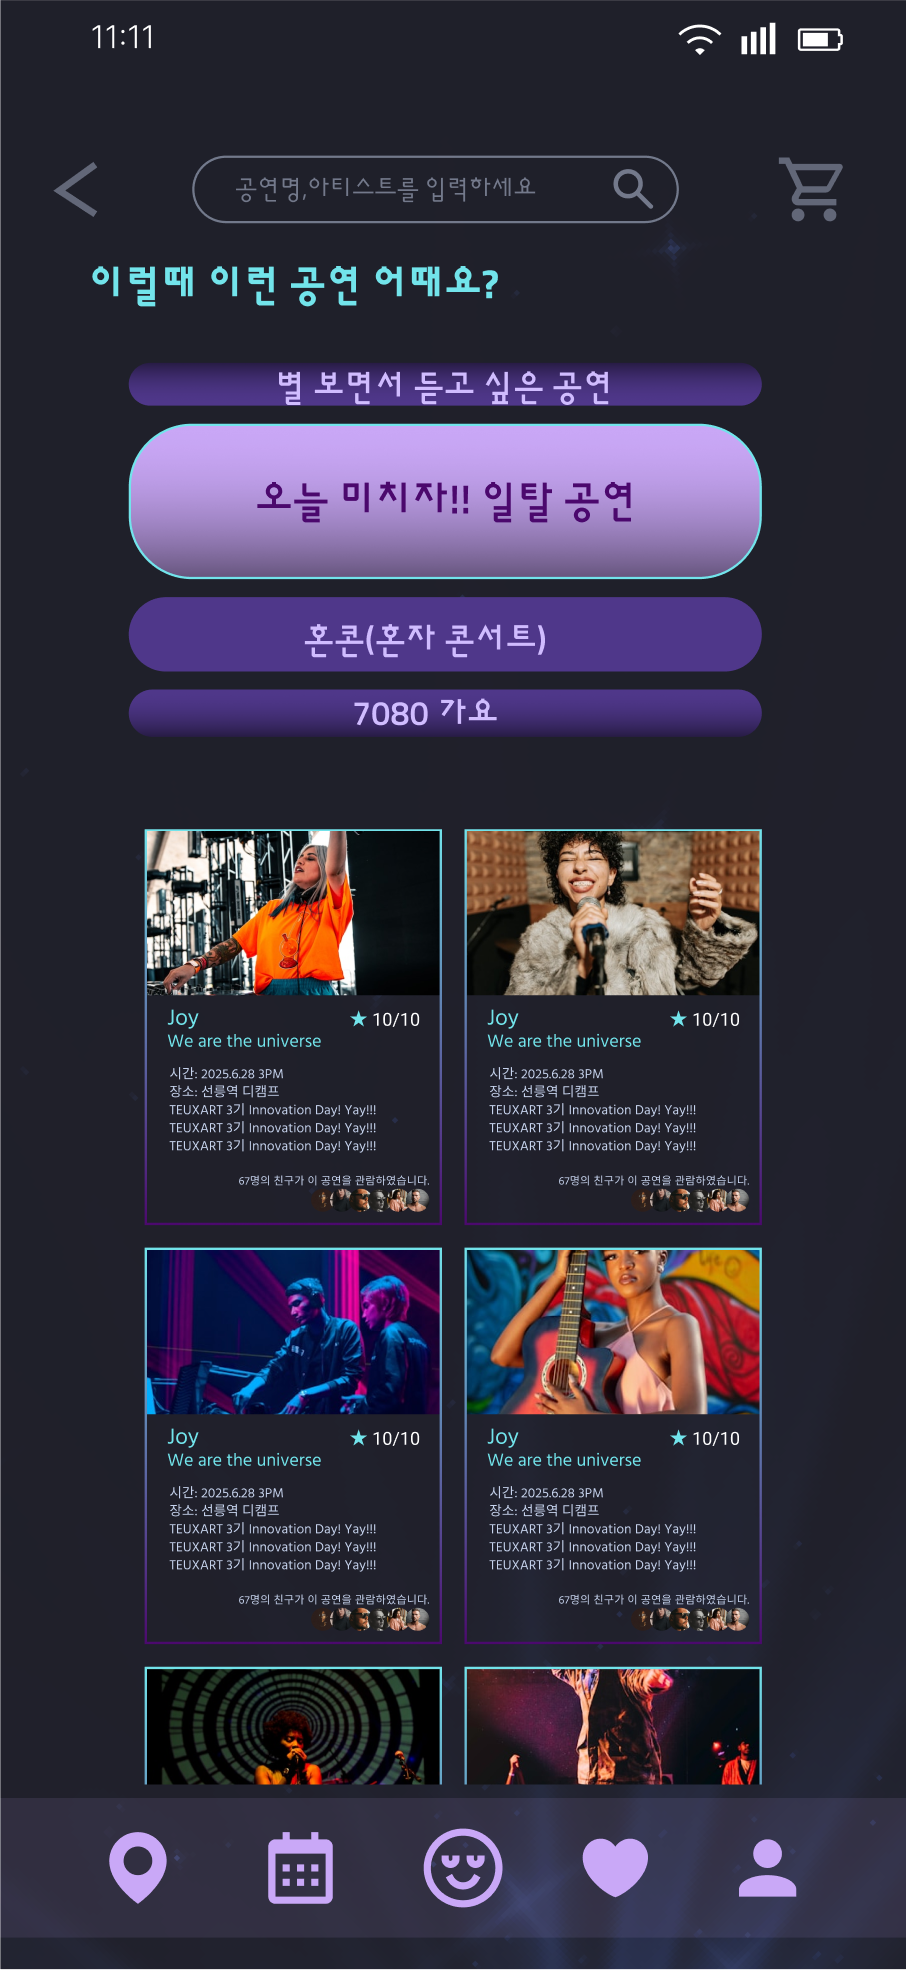 11:11
공연명,아티스트를 입력하세요
이럴때 이런 공연 어때요?
별 보면서 듣고 싶은 공연
오늘 미치자!! 일탈 공연
혼콘(혼자 콘서트)
7080 가요
Joy ★ 10/10
We are the universe
시간: 2025.6.28 3PM
장소: 선릉역 디캠프
TEUXART 3기 Innovation Day! Yay!!!
TEUXART 3기 Innovation Day! Yay!!!
TEUXART 3기 Innovation Day! Yay!!!
67명의 친구가 이 공연을 관람하였습니다.
Joy ★ 10/10
We are the universe
시간: 2025.6.28 3PM
장소: 선릉역 디캠프
TEUXART 3기 Innovation Day! Yay!!!
TEUXART 3기 Innovation Day! Yay!!!
TEUXART 3기 Innovation Day! Yay!!!
67명의 친구가 이 공연을 관람하였습니다.
Joy ★ 10/10
We are the universe
시간: 2025.6.28 3PM
장소: 선릉역 디캠프
TEUXART 3기 Innovation Day! Yay!!!
TEUXART 3기 Innovation Day! Yay!!!
TEUXART 3기 Innovation Day! Yay!!!
67명의 친구가 이 공연을 관람하였습니다.
Joy ★ 10/10
We are the universe
시간: 2025.6.28 3PM
장소: 선릉역 디캠프
TEUXART 3기 Innovation Day! Yay!!!
TEUXART 3기 Innovation Day! Yay!!!
TEUXART 3기 Innovation Day! Yay!!!
67명의 친구가 이 공연을 관람하였습니다.